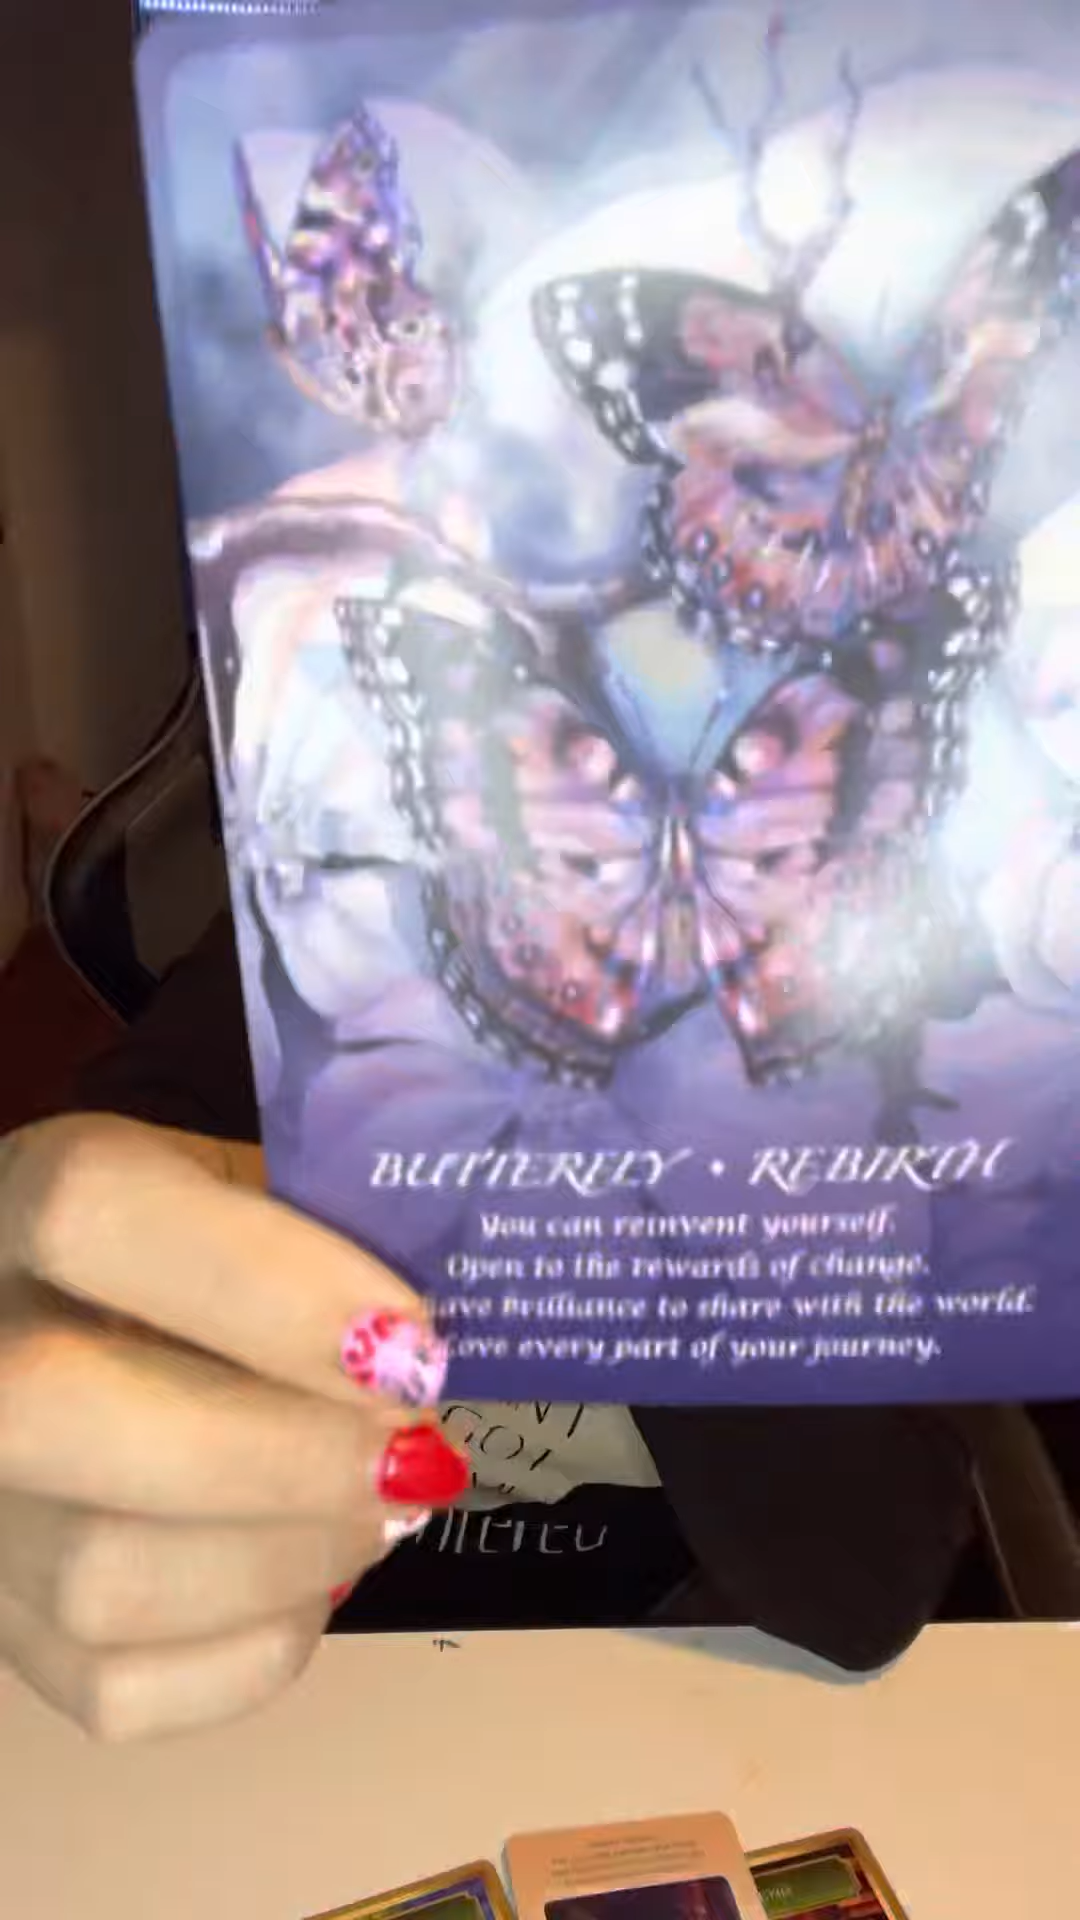 BUTTERFLY • REBIRTH
You can reinvent yourself.
Open to the rewards of change.
have brilliance to share with the world.
Love every part of your journey.
GOT